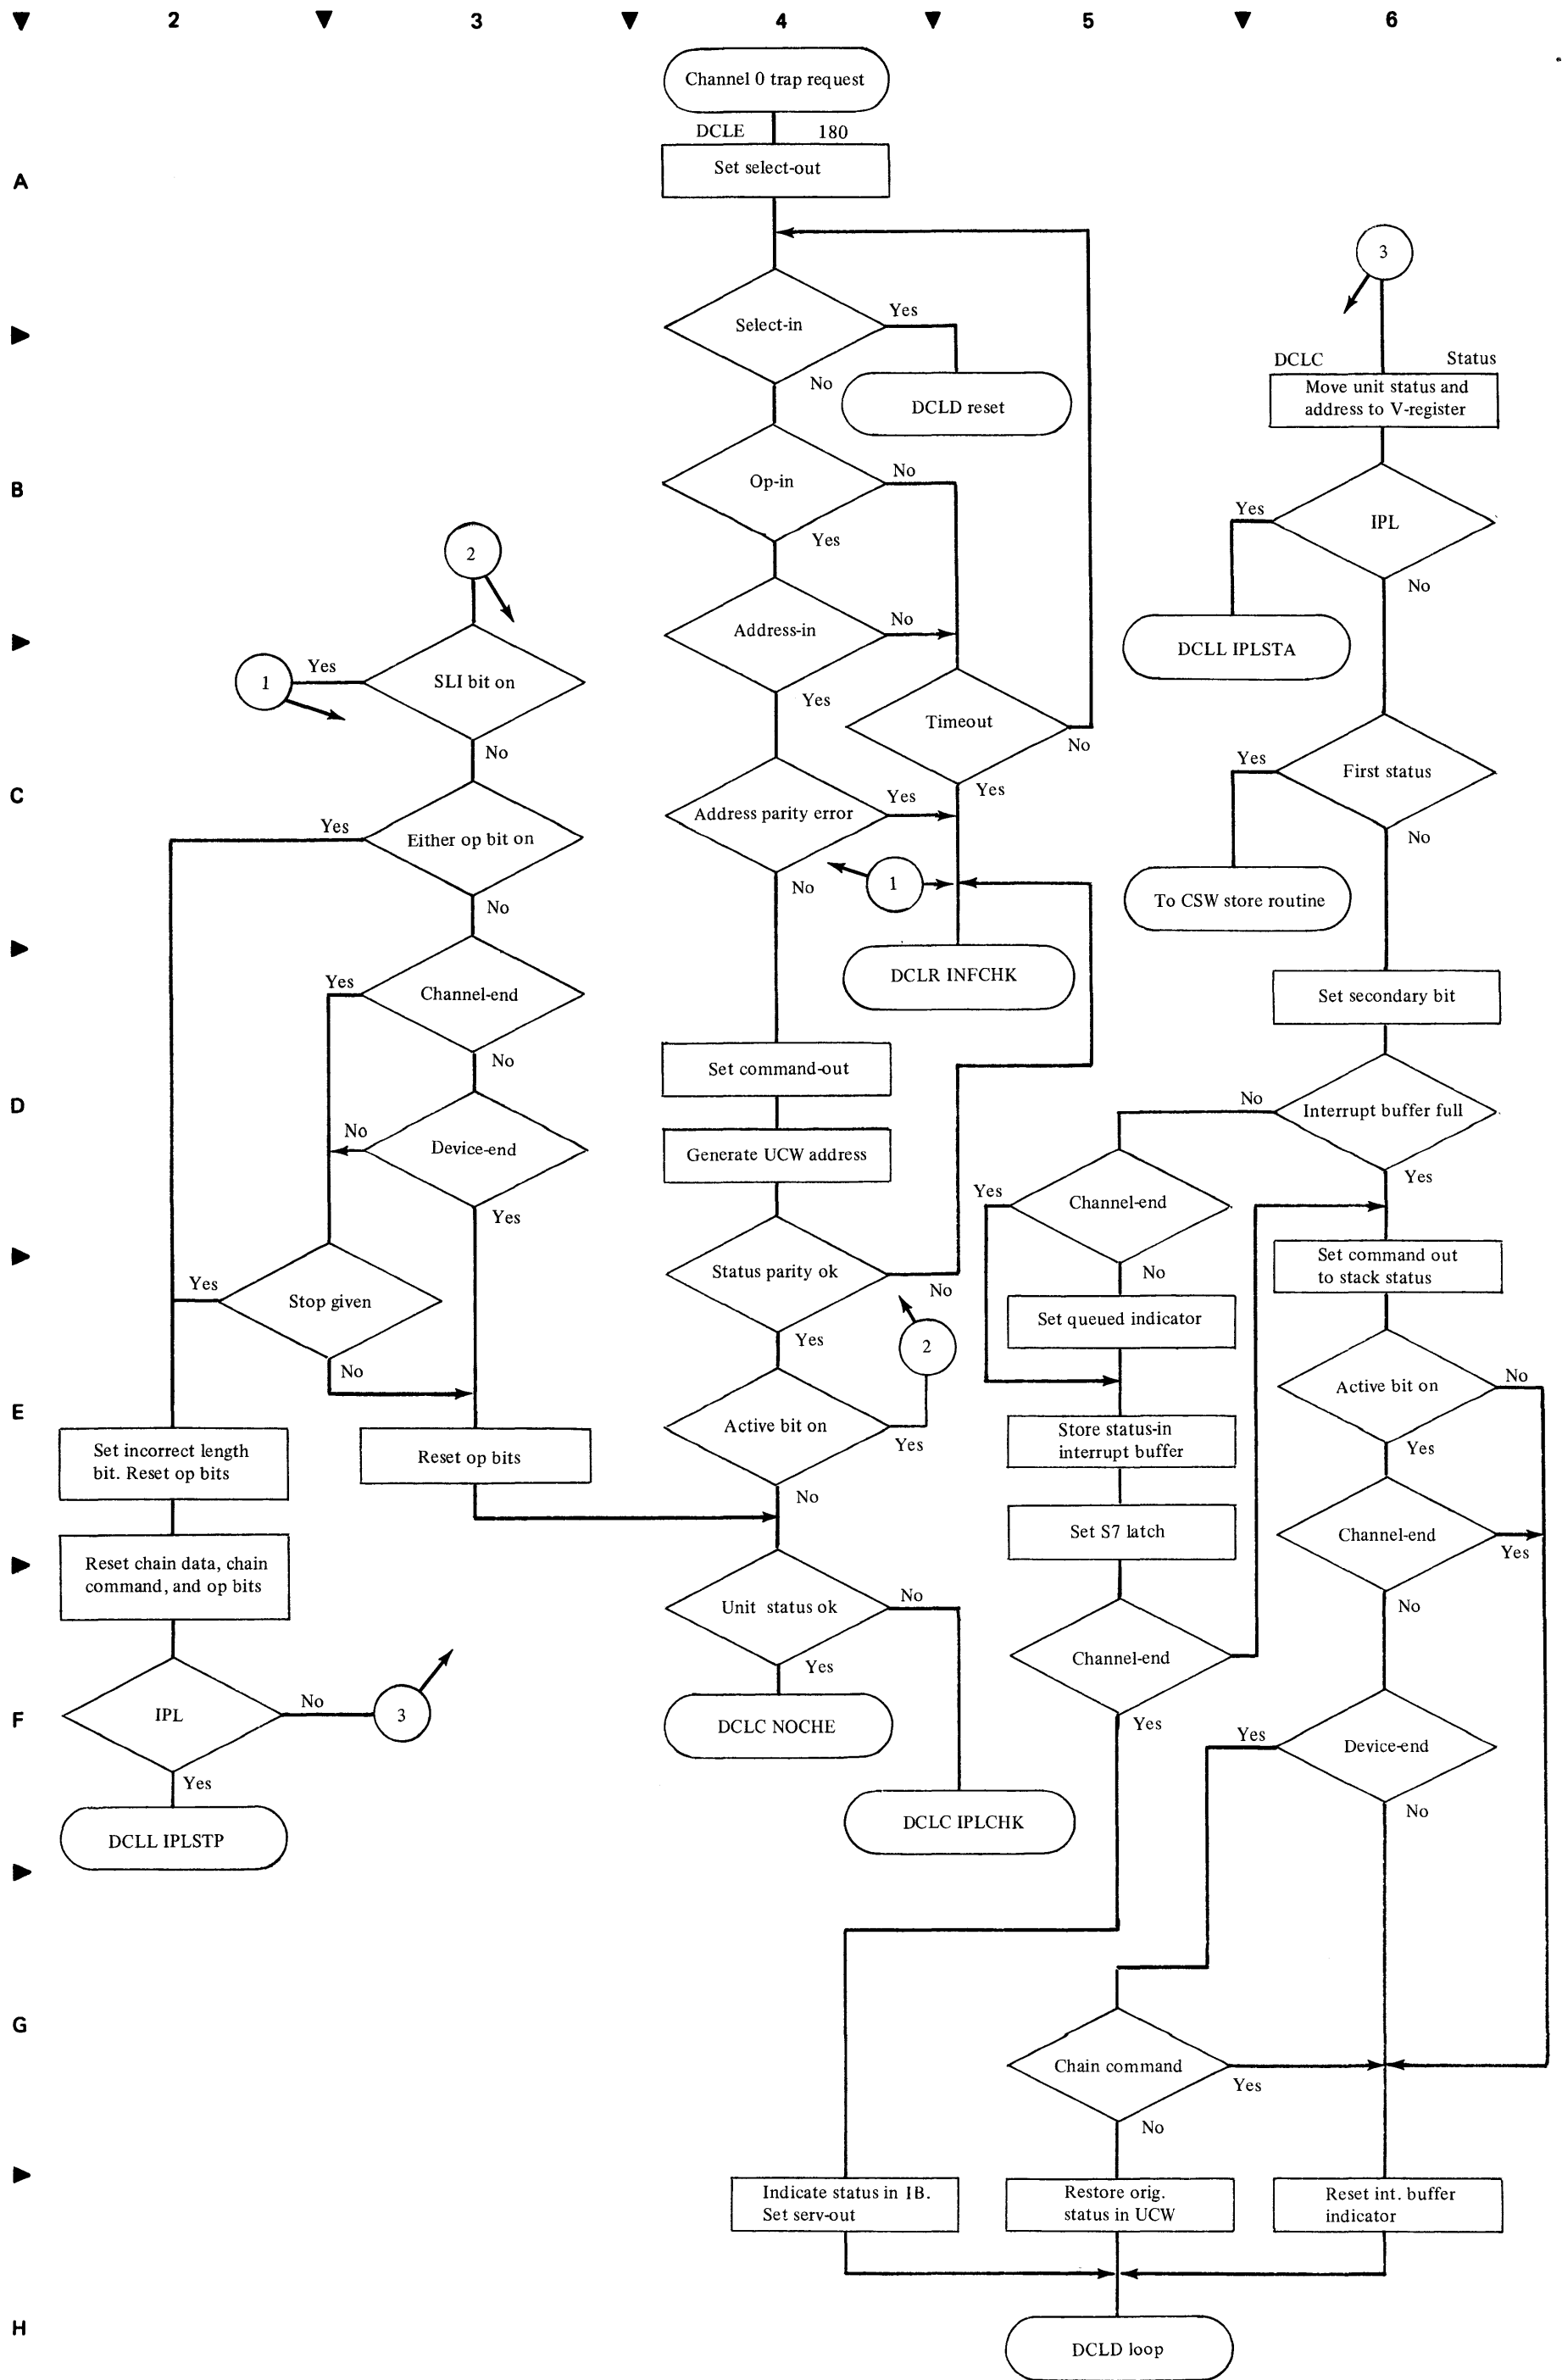 2 3 4 5 6
Channel 0 trap request
DCLE 180
Set select-out
A
3
Select-in
Yes
No
DCLD reset
DCLC Status
Move unit status and
address to V-register
B
Op-in
No
Yes
Yes
IPL
No
2
Address-in
No
Yes
DCLL IPLSTA
1
Yes
SLI bit on
No
Timeout
No
Yes
Yes
First status
No
C
Yes
Either op bit on
No
Address parity error
Yes
No
1
To CSW store routine
Yes
Channel-end
No
DCLR INFCHK
Set secondary bit
Set command-out
D
No
Device-end
Yes
Generate UCW address
No
Interrupt buffer full
Yes
Yes
Channel-end
No
Yes
Stop given
No
Status parity ok
No
Yes
2
Set command out
to stack status
Set queued indicator
E
Active bit on
Yes
No
Active bit on
No
Yes
Set incorrect length
bit. Reset op bits
Reset op bits
Store status-in
interrupt buffer
Set S7 latch
Channel-end
Yes
No
Reset chain data, chain
command, and op bits
Unit status ok
No
Yes
Channel-end
Yes
F
IPL
No
3
Yes
DCLC NOCHE
Yes
Device-end
No
DCLL IPLSTP
DCLC IPLCHK
G
Chain command
Yes
No
Indicate status in IB.
Set serv-out
Restore orig.
status in UCW
Reset int. buffer
indicator
H
DCLD loop